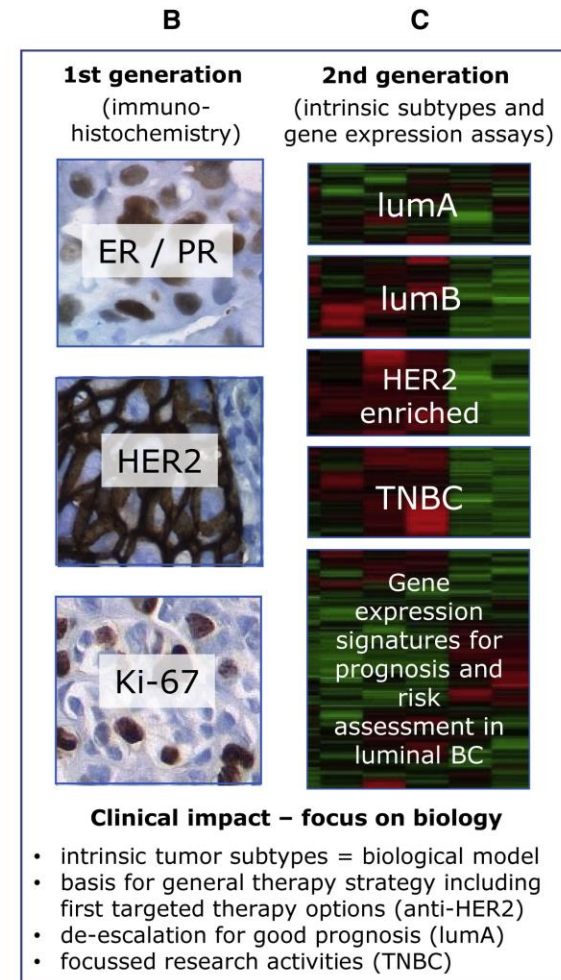 B
C
1st generation
(immuno-
histochemistry)
ER / PR
HER2
Ki-67
2nd generation
(intrinsic subtypes and
gene expression assays)
lumA
lumB
HER2
enriched
TNBC
Gene
expression
signatures for
prognosis and
risk
assessment in
luminal BC
Clinical impact – focus on biology
• intrinsic tumor subtypes = biological model
• basis for general therapy strategy including
first targeted therapy options (anti-HER2)
• de-escalation for good prognosis (lumA)
• focussed research activities (TNBC)